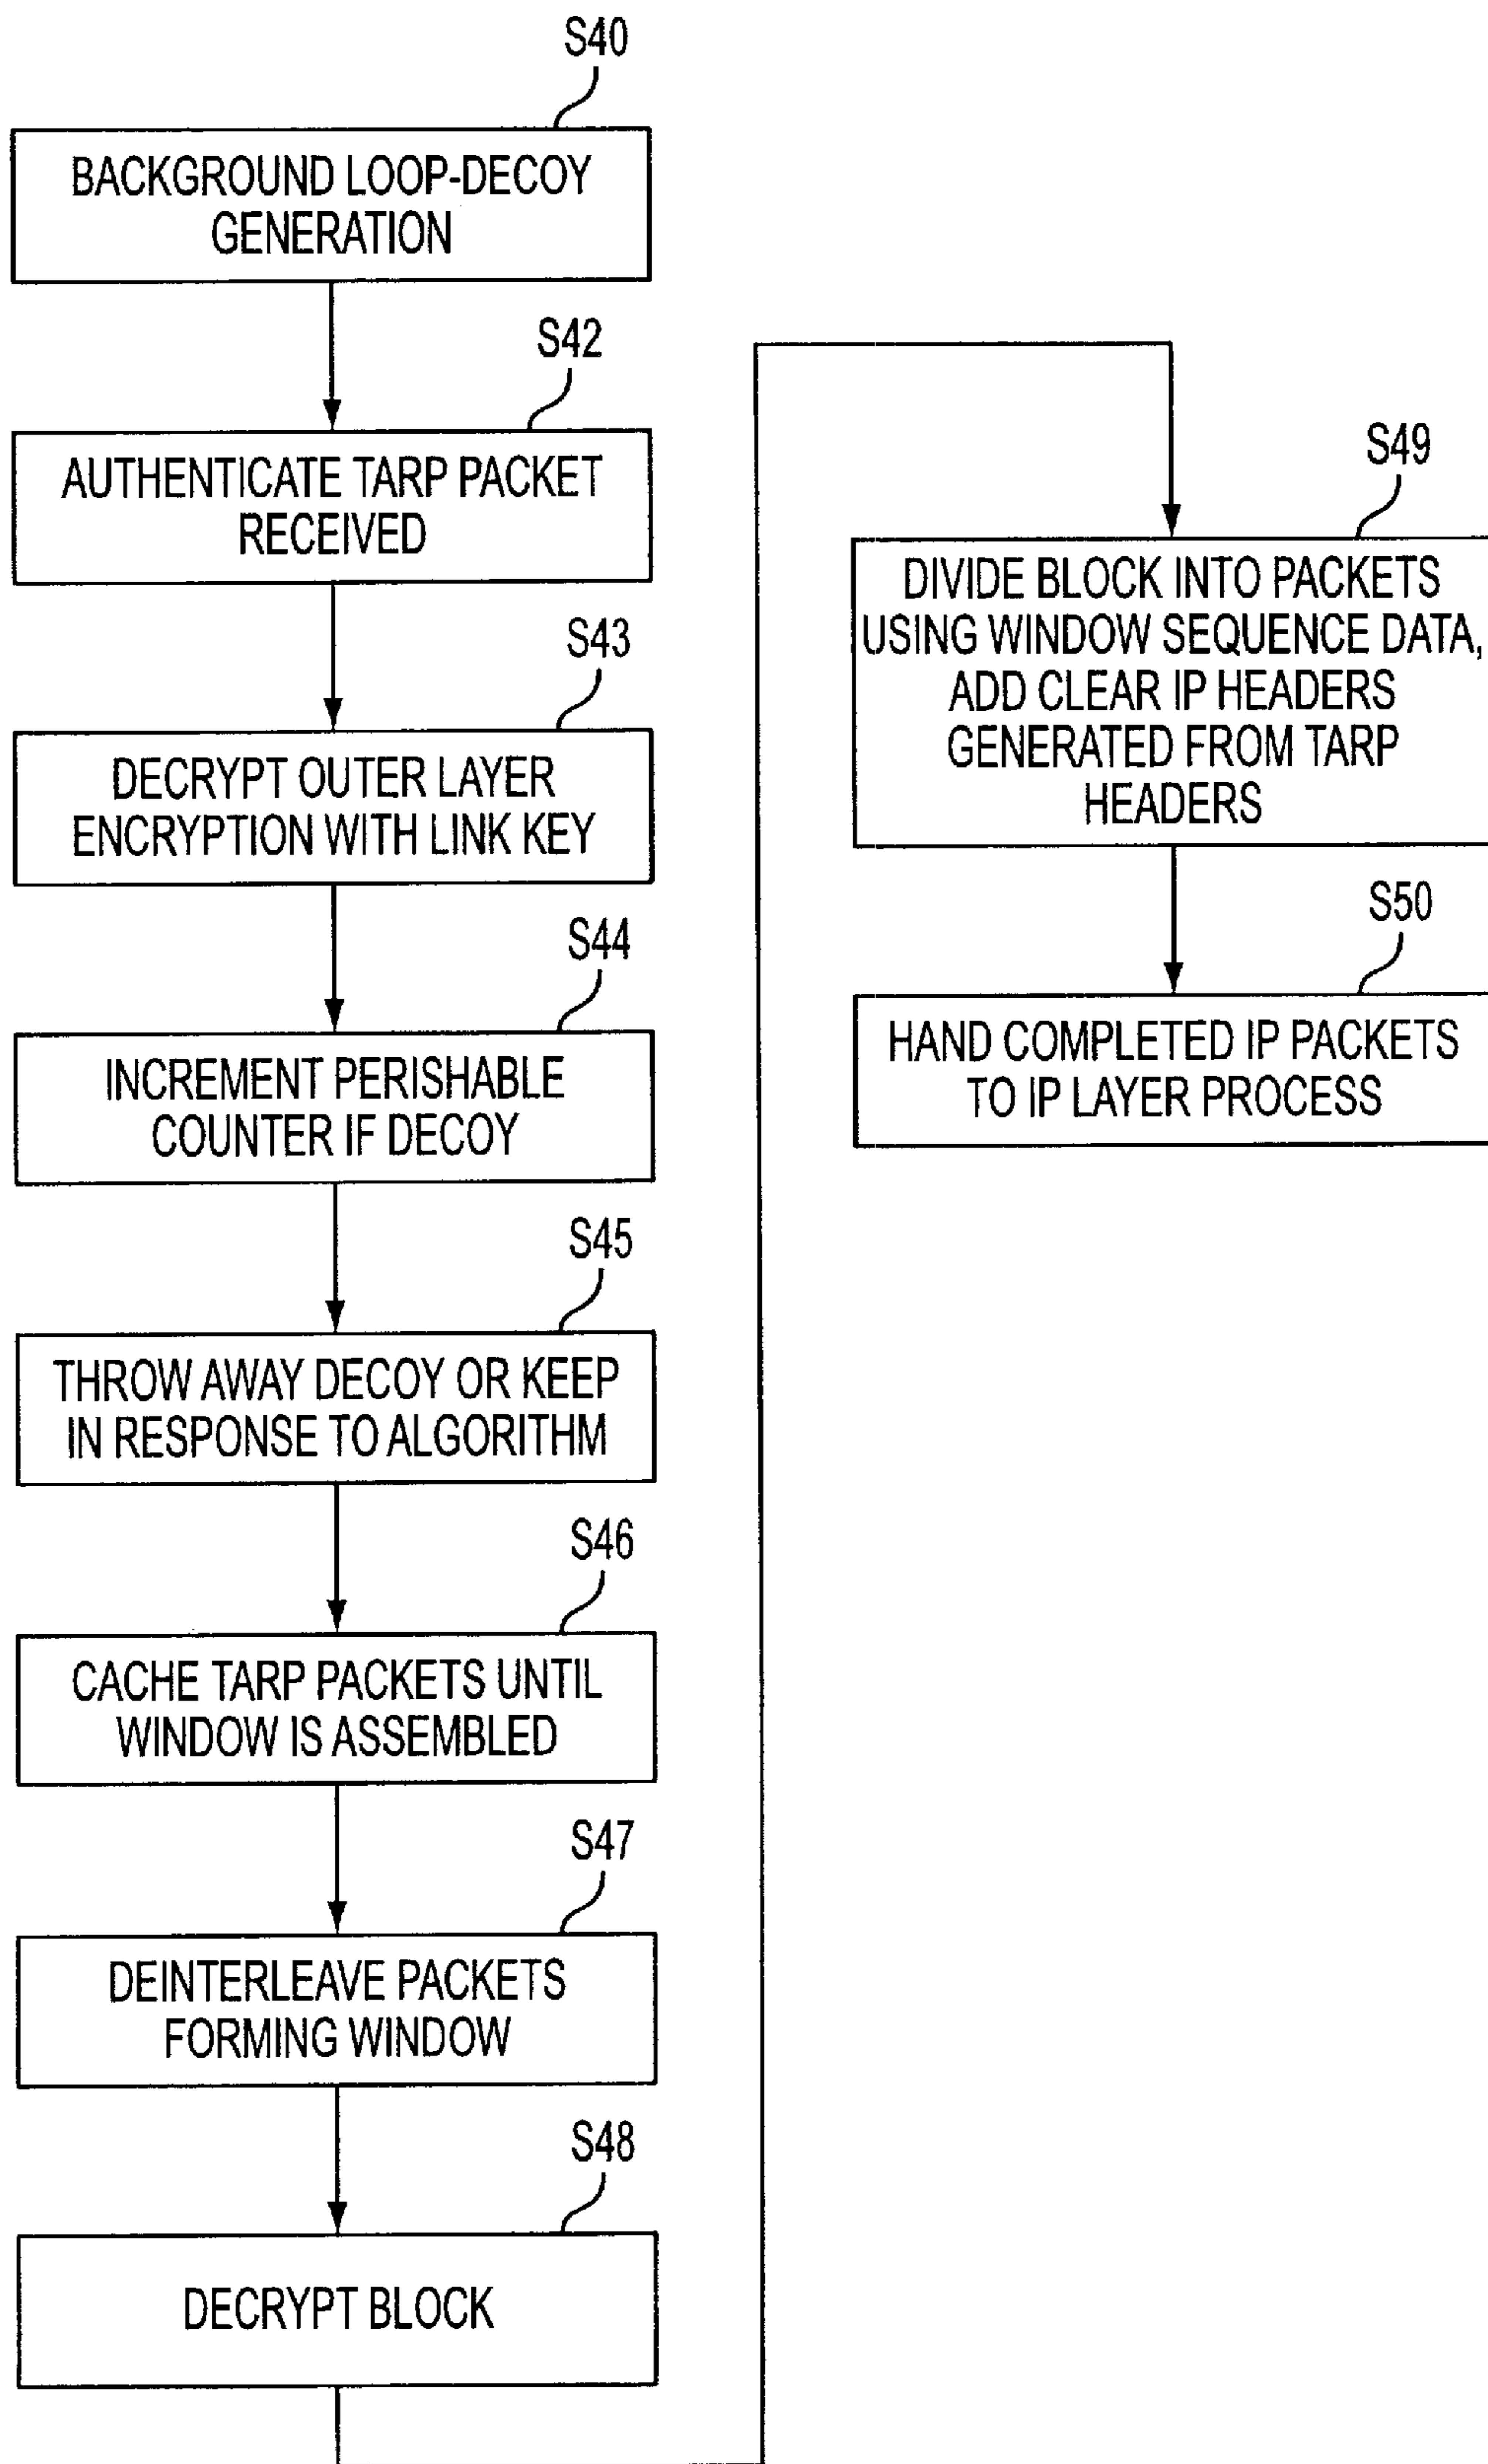 S40
BACKGROUND LOOP-DECOY
GENERATION
S42
AUTHENTICATE TARP PACKET
RECEIVED
S43
DECRYPT OUTER LAYER
ENCRYPTION WITH LINK KEY
S44
INCREMENT PERISHABLE
COUNTER IF DECOY
S45
THROW AWAY DECOY OR KEEP
IN RESPONSE TO ALGORITHM
S46
CACHE TARP PACKETS UNTIL
WINDOW IS ASSEMBLED
S47
DEINTERLEAVE PACKETS
FORMING WINDOW
S48
DECRYPT BLOCK
S49
DIVIDE BLOCK INTO PACKETS
USING WINDOW SEQUENCE DATA,
ADD CLEAR IP HEADERS
GENERATED FROM TARP
HEADERS
S50
HAND COMPLETED IP PACKETS
TO IP LAYER PROCESS